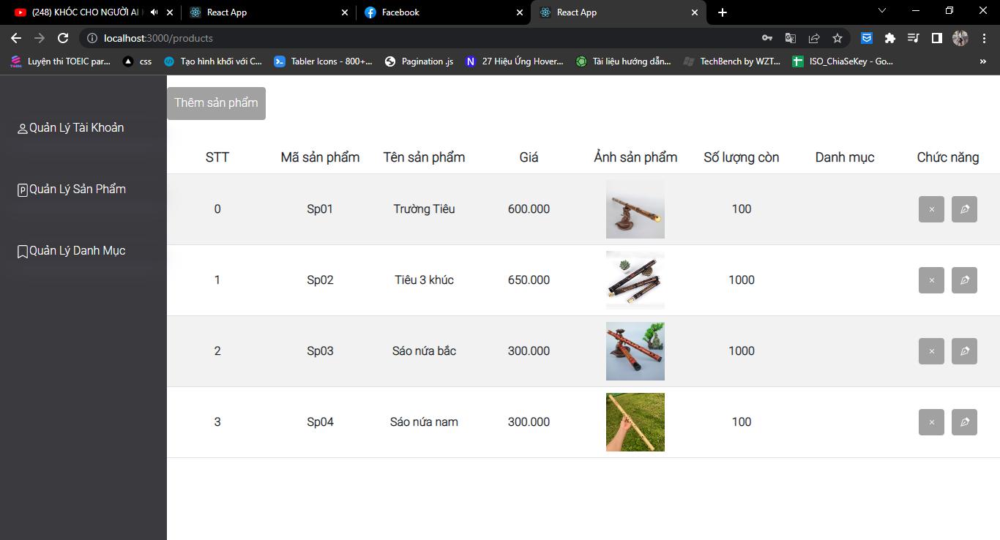 (248) KHÓC CHO NGƯỜI AI
React App
Facebook
React App
localhost:3000/products
Luyện thi TOEIC par...
css
Tạo hình khối với C...
Tabler Icons - 800+...
Pagination .js
27 Hiệu Ứng Hover...
Tài liệu hướng dẫn...
TechBench by WZT...
ISO_ChiaSeKey - Go...
»
Quản Lý Tài Khoản
Quản Lý Sản Phẩm
Quản Lý Danh Mục
Thêm sản phẩm
STT Mã sản phẩm Tên sản phẩm Giá Ảnh sản phẩm Số lượng còn Danh mục Chức năng
0 Sp01 Trường Tiêu 600.000 100
1 Sp02 Tiêu 3 khúc 650.000 1000
2 Sp03 Sáo nứa bắc 300.000 1000
3 Sp04 Sáo nứa nam 300.000 100